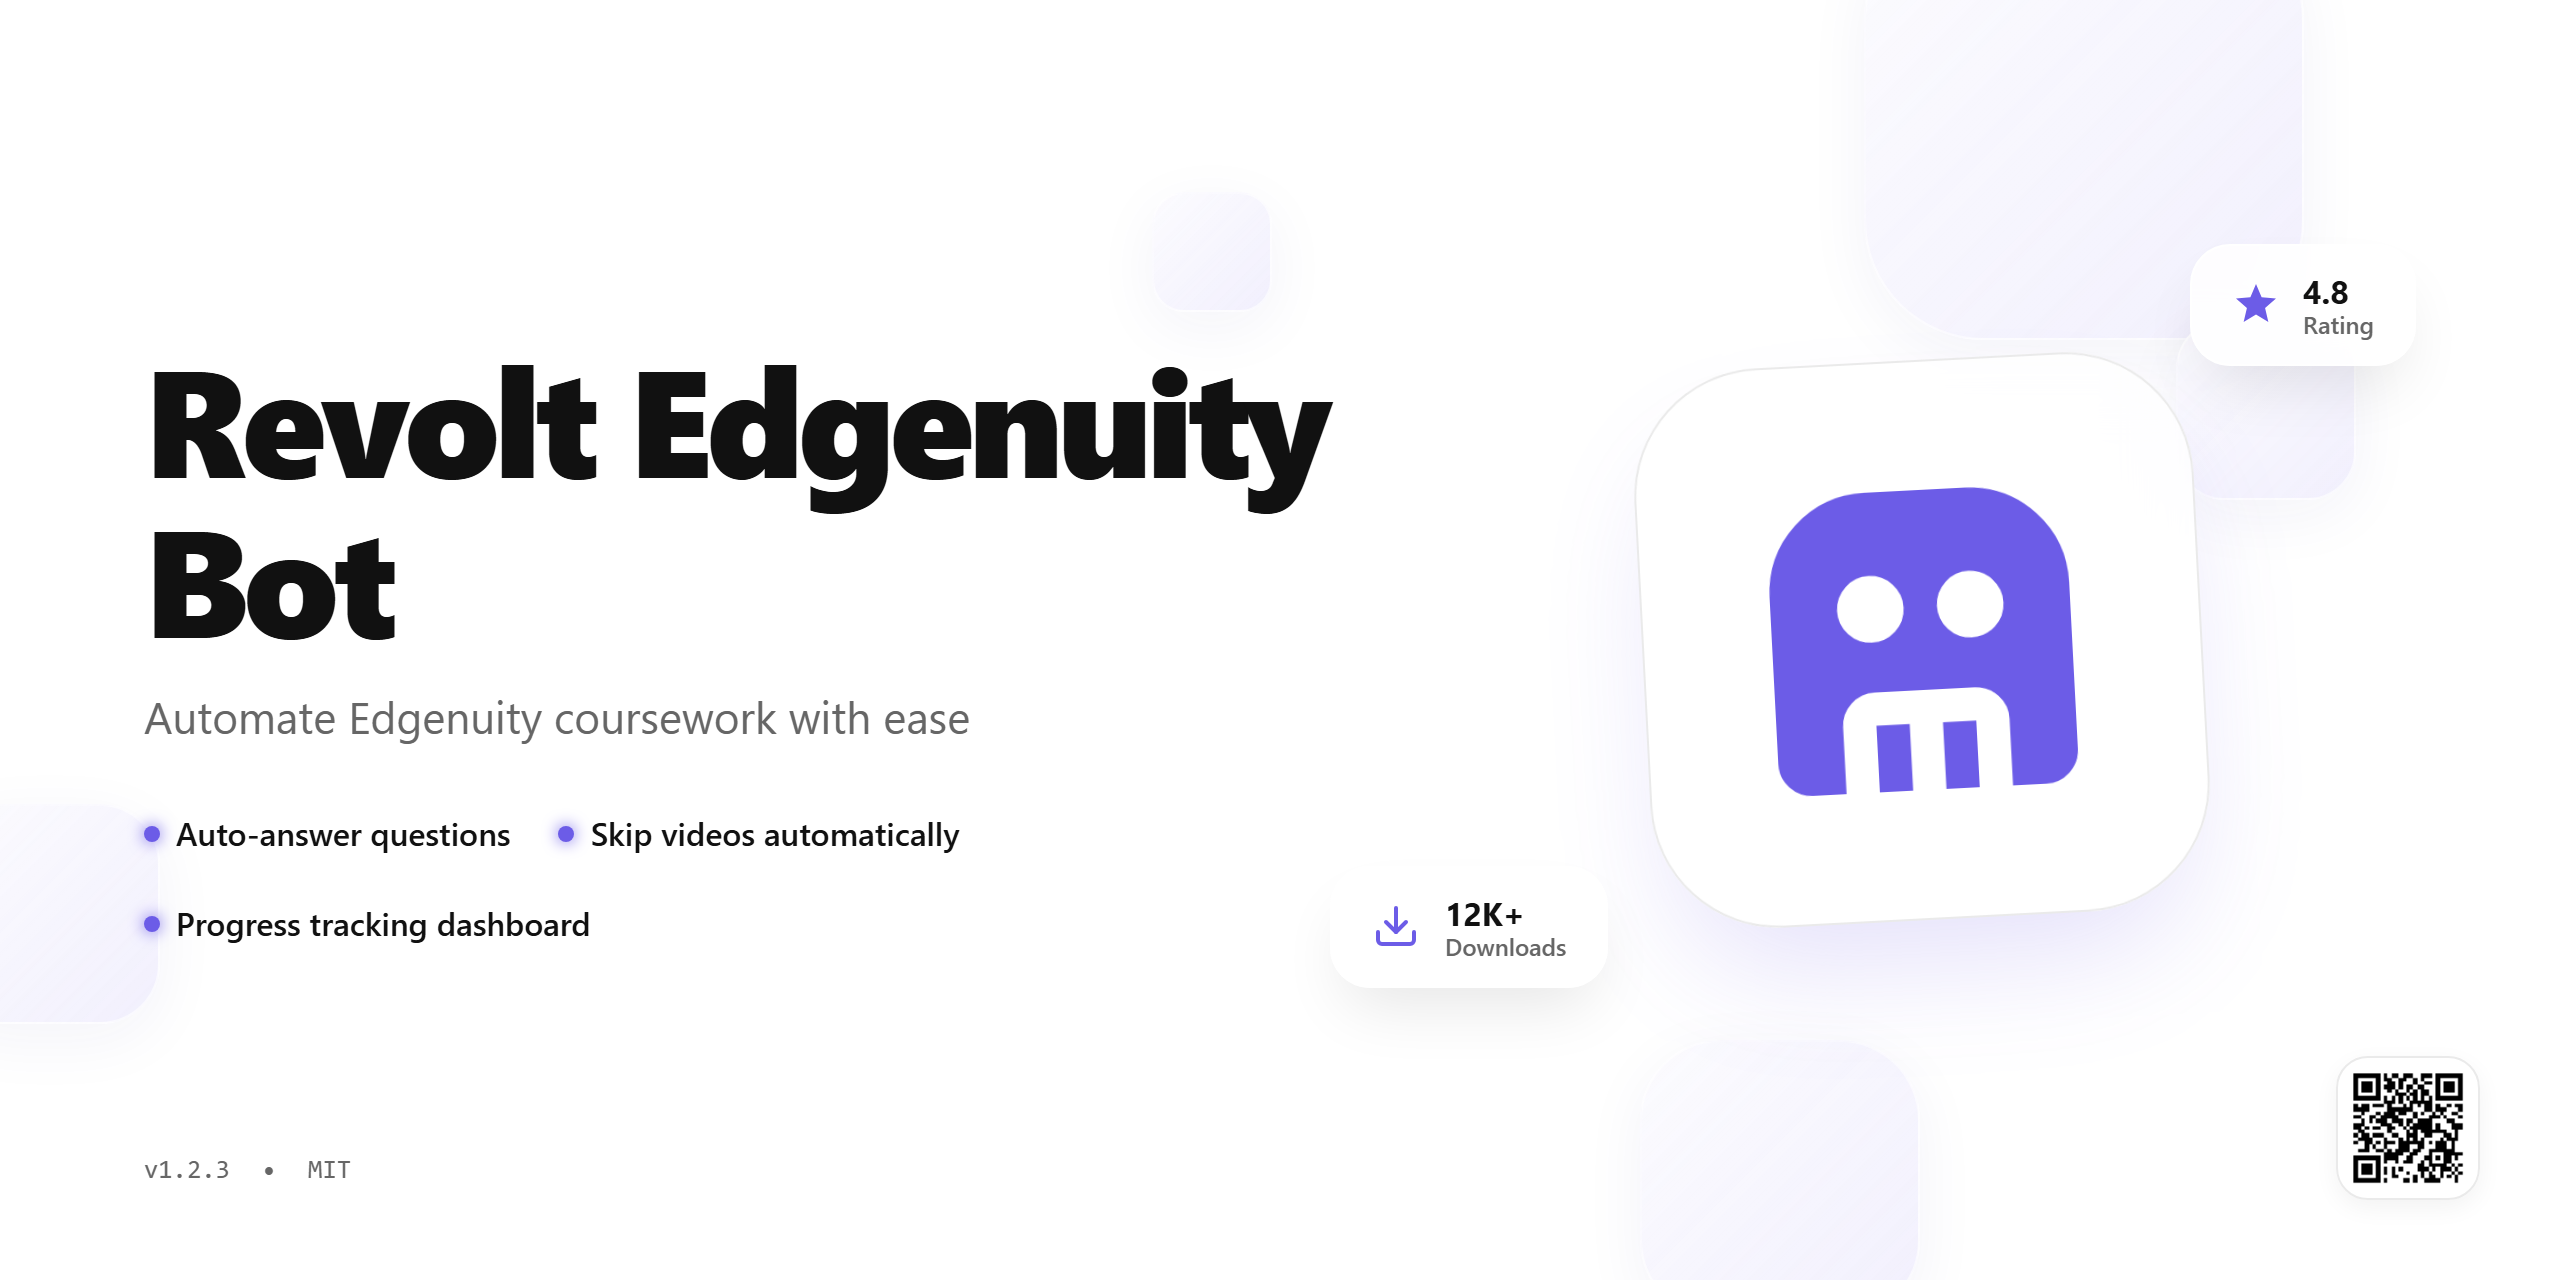 Revolt Edgenuity
Bot
Automate Edgenuity coursework with ease
Auto-answer questions
Skip videos automatically
Progress tracking dashboard
4.8
Rating
12K+
Downloads
v1.2.3 • MIT